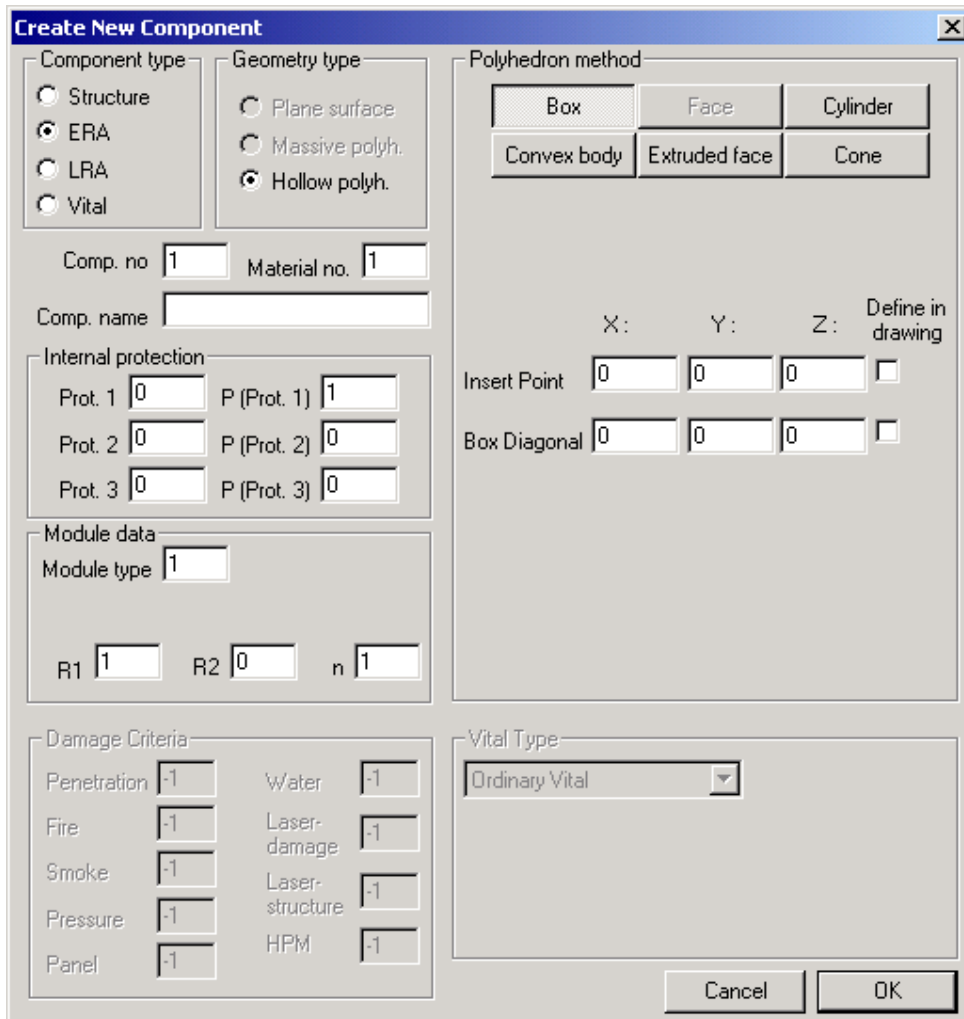 Create New Component
Component type
Structure
ERA
LRA
Vital
Geometry type
Plane surface
Massive polyh.
Hollow polyh.
Comp. no 1 Material no. 1
Comp. name
Internal protection
Prot. 1 0 P (Prot. 1) 1
Prot. 2 0 P (Prot. 2) 0
Prot. 3 0 P (Prot. 3) 0
Module data
Module type 1
R1 1 R2 0 n 1
Damage Criteria
Penetration -1 Water -1
Fire -1 Laser-
damage -1
Smoke -1 Laser-
structure -1
Pressure -1 HPM -1
Panel -1
Polyhedron method
Box Face Cylinder
Convex body Extruded face Cone
X: Y: Z: Define in
drawing
Insert Point 0 0 0
Box Diagonal 0 0 0
Vital Type
Ordinary Vital
Cancel OK